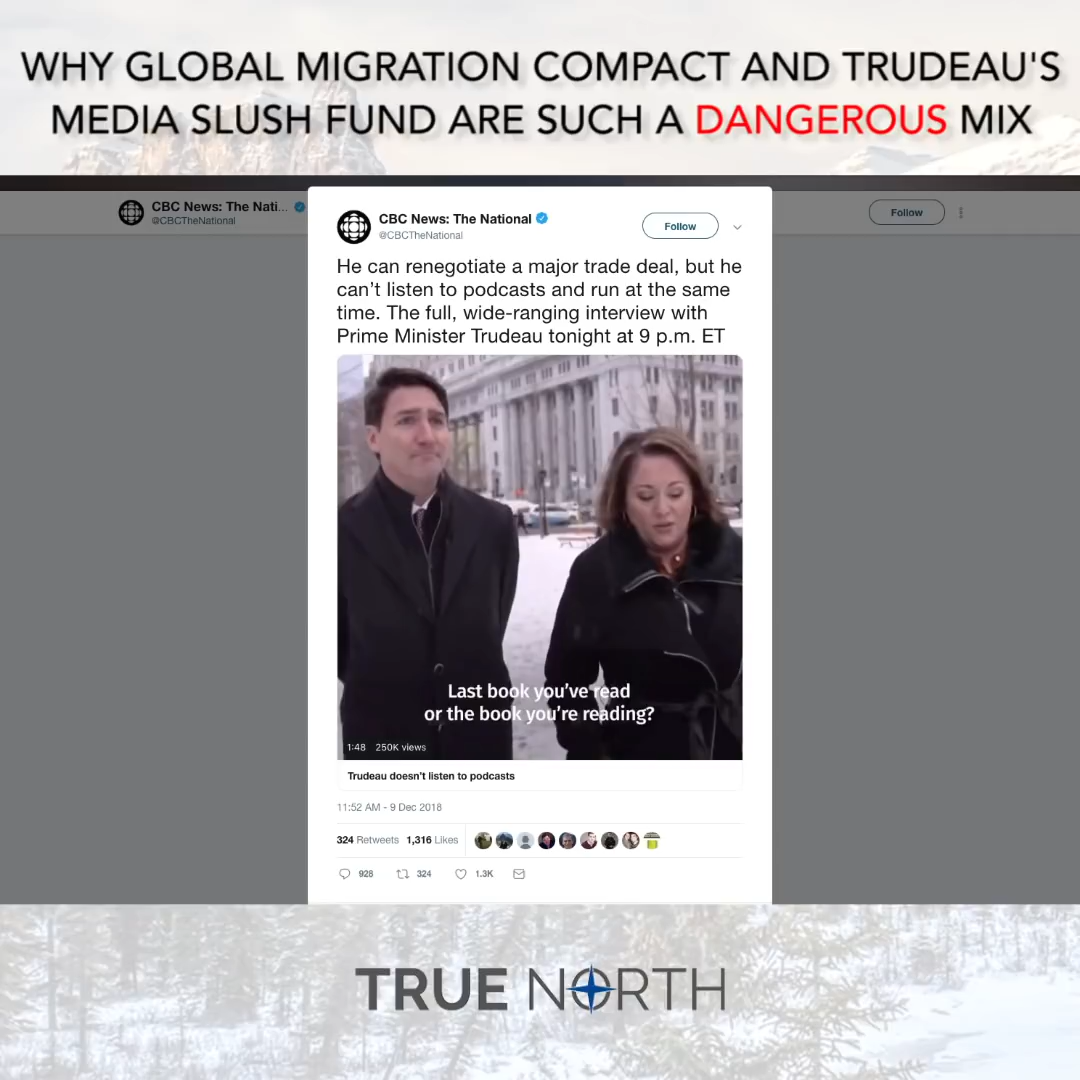 WHY GLOBAL MIGRATION COMPACT AND TRUDEAU'S
MEDIA SLUSH FUND ARE SUCH A DANGEROUS MIX
CBC News: The Nati...
@CBCTheNational
Follow
CBC News: The National
@CBCTheNational
Follow
He can renegotiate a major trade deal, but he
can't listen to podcasts and run at the same
time. The full, wide-ranging interview with
Prime Minister Trudeau tonight at 9 p.m. ET
Last book you've read
or the book you're reading?
1:48 250K views
Trudeau doesn't listen to podcasts
11:52 AM - 9 Dec 2018
324 Retweets 1,316 Likes
928 324 1.3K
TRUE NORTH